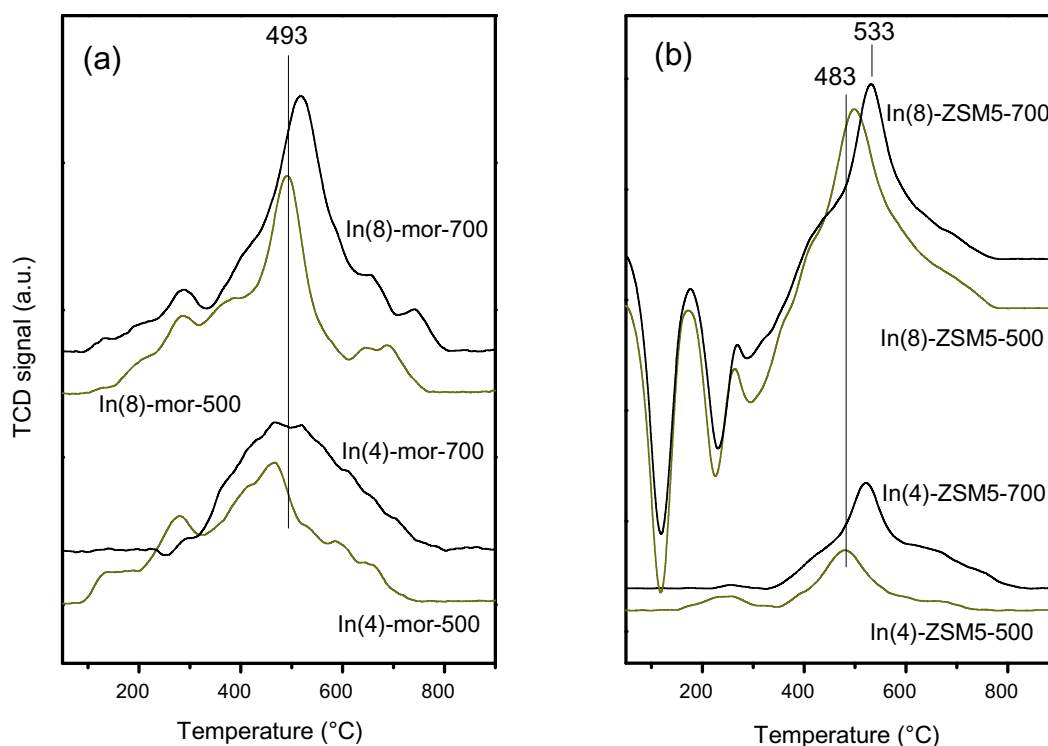 (a)
493
In(8)-mor-700
In(8)-mor-500
In(4)-mor-700
In(4)-mor-500
TCD signal (a.u.)
200 400 600 800
Temperature (°C)
(b)
533
483
In(8)-ZSM5-700
In(8)-ZSM5-500
In(4)-ZSM5-700
In(4)-ZSM5-500
200 400 600 800
Temperature (°C)